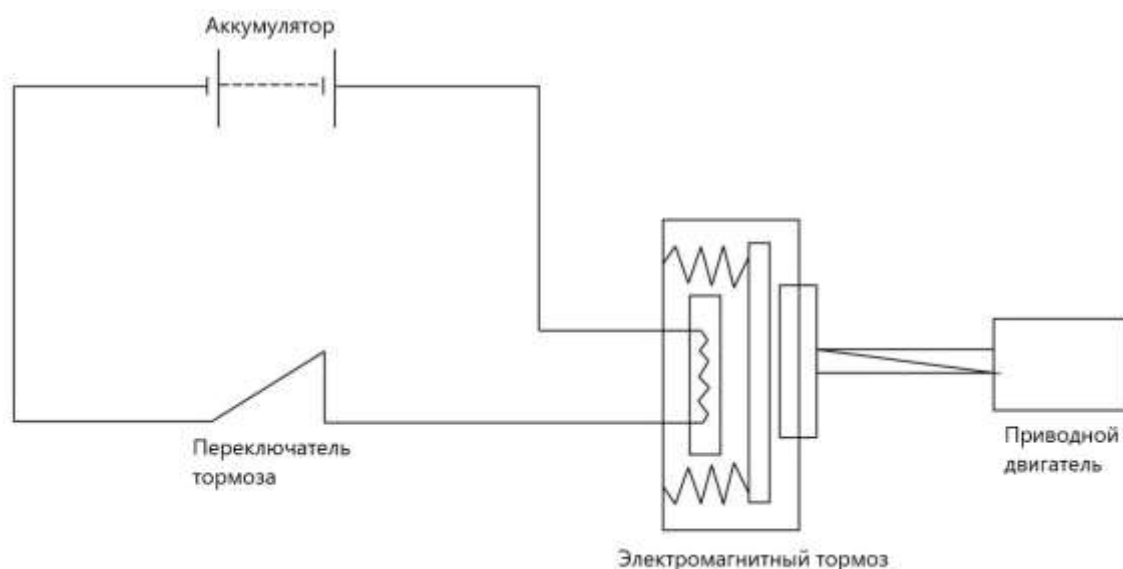 Аккумулятор
Переключатель
тормоза
Приводной
двигатель
Электромагнитный тормоз